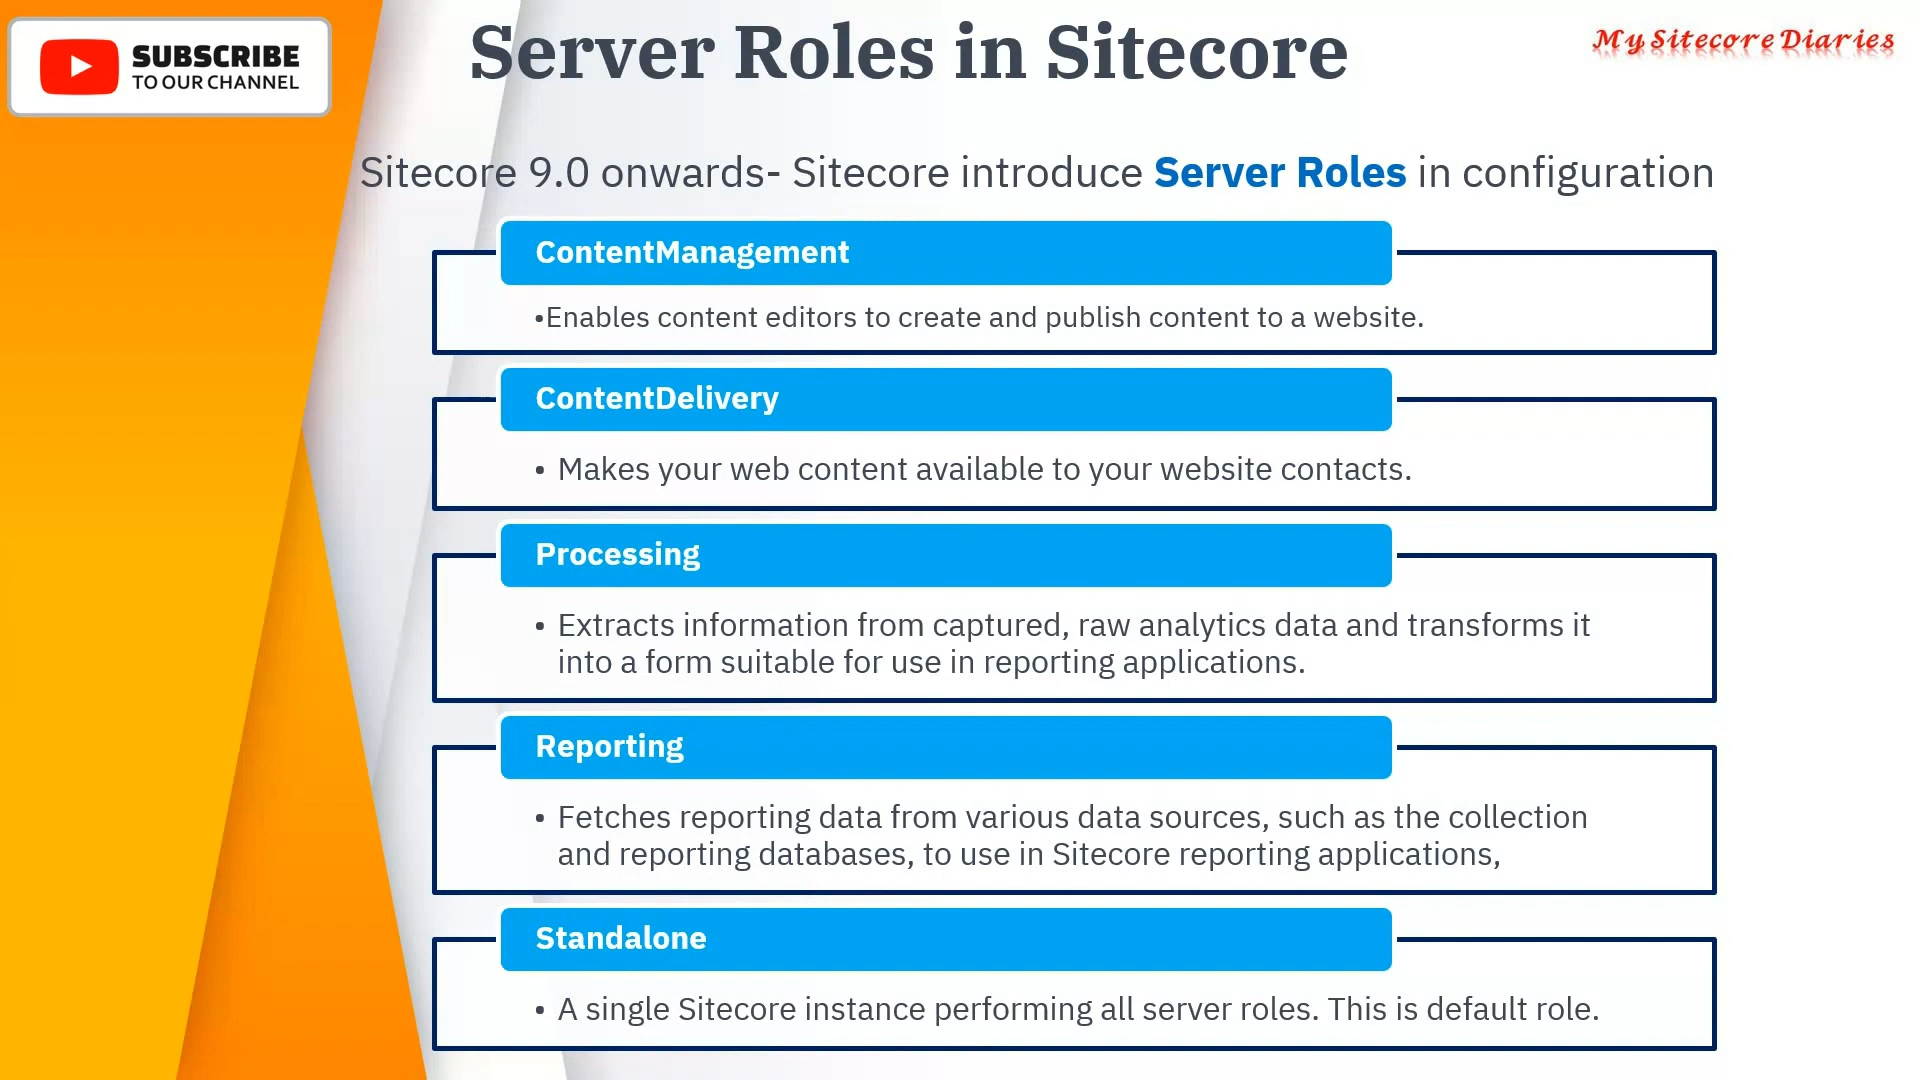 SUBSCRIBE
TO OUR CHANNEL
Server Roles in Sitecore
My Sitecore Diaries
Sitecore 9.0 onwards- Sitecore introduce Server Roles in configuration
ContentManagement
•Enables content editors to create and publish content to a website.
ContentDelivery
• Makes your web content available to your website contacts.
Processing
• Extracts information from captured, raw analytics data and transforms it
into a form suitable for use in reporting applications.
Reporting
• Fetches reporting data from various data sources, such as the collection
and reporting databases, to use in Sitecore reporting applications,
Standalone
• A single Sitecore instance performing all server roles. This is default role.